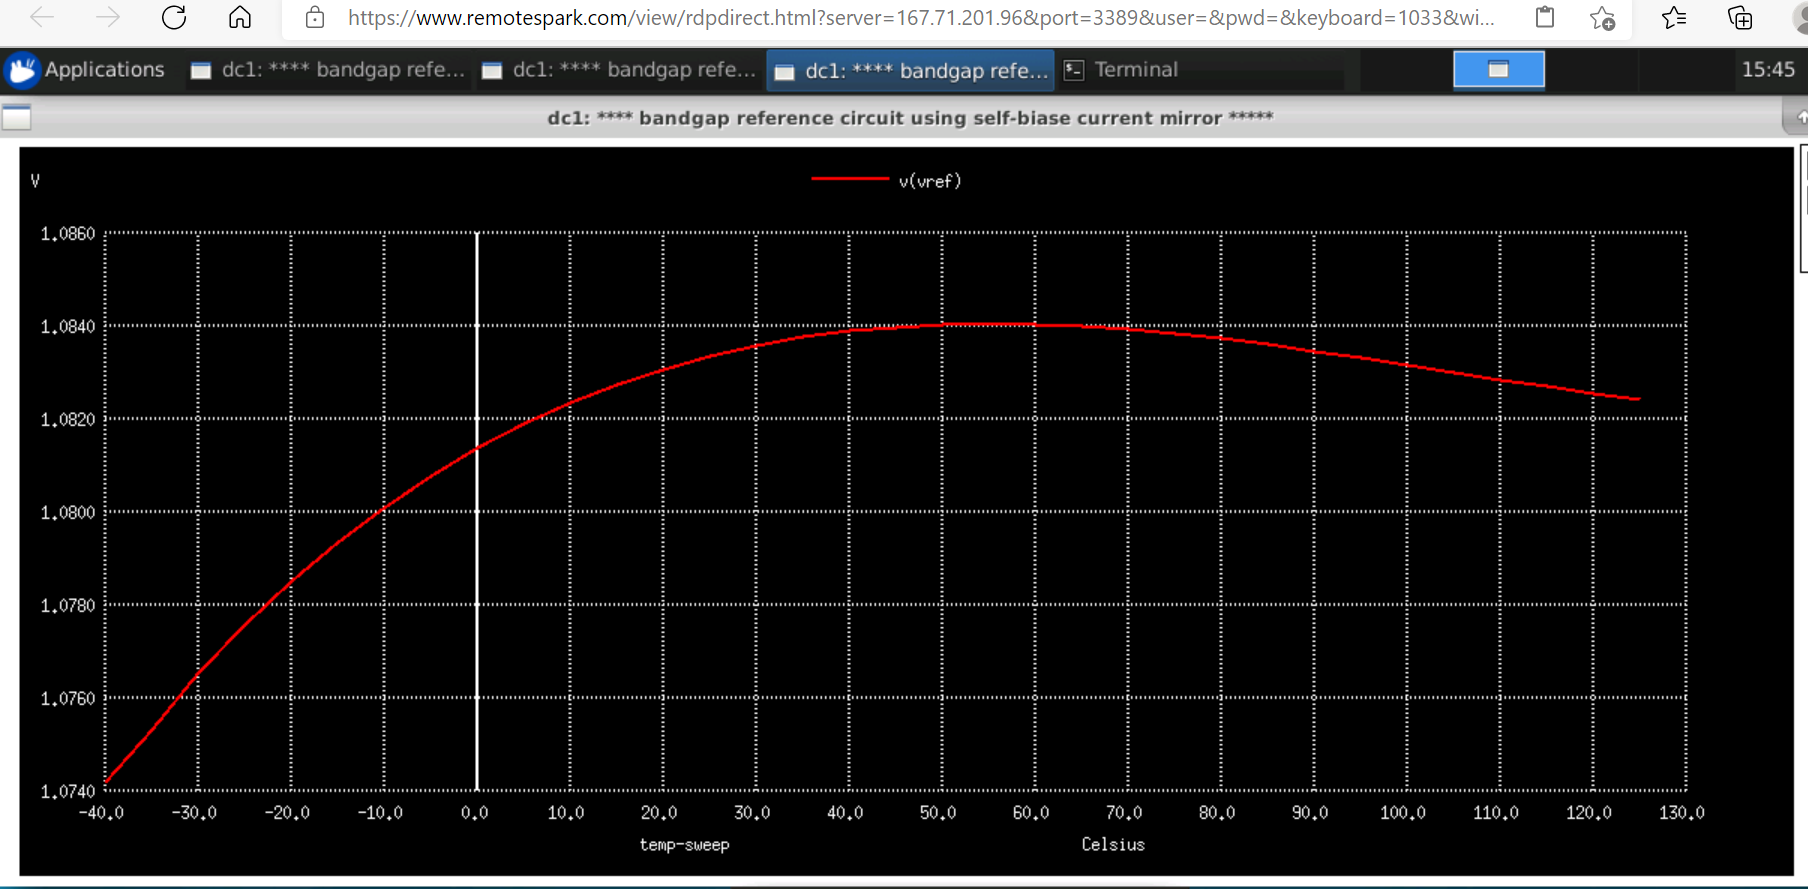 https://www.remotespark.com/view/rdpdirect.html?server=167.71.201.96&port=3389&user=&pwd=&keyboard=1033&wi...
Applications dc1: **** bandgap refe... dc1: **** bandgap refe... dc1: **** bandgap refe... Terminal 15:45
dc1: **** bandgap reference circuit using self-biase current mirror *****
V v(vref)
1.0860
1.0840
1.0820
1.0800
1.0780
1.0760
1.0740
-40.0 -30.0 -20.0 -10.0 0.0 10.0 20.0 30.0 40.0 50.0 60.0 70.0 80.0 90.0 100.0 110.0 120.0 130.0
temp-sweep Celsius